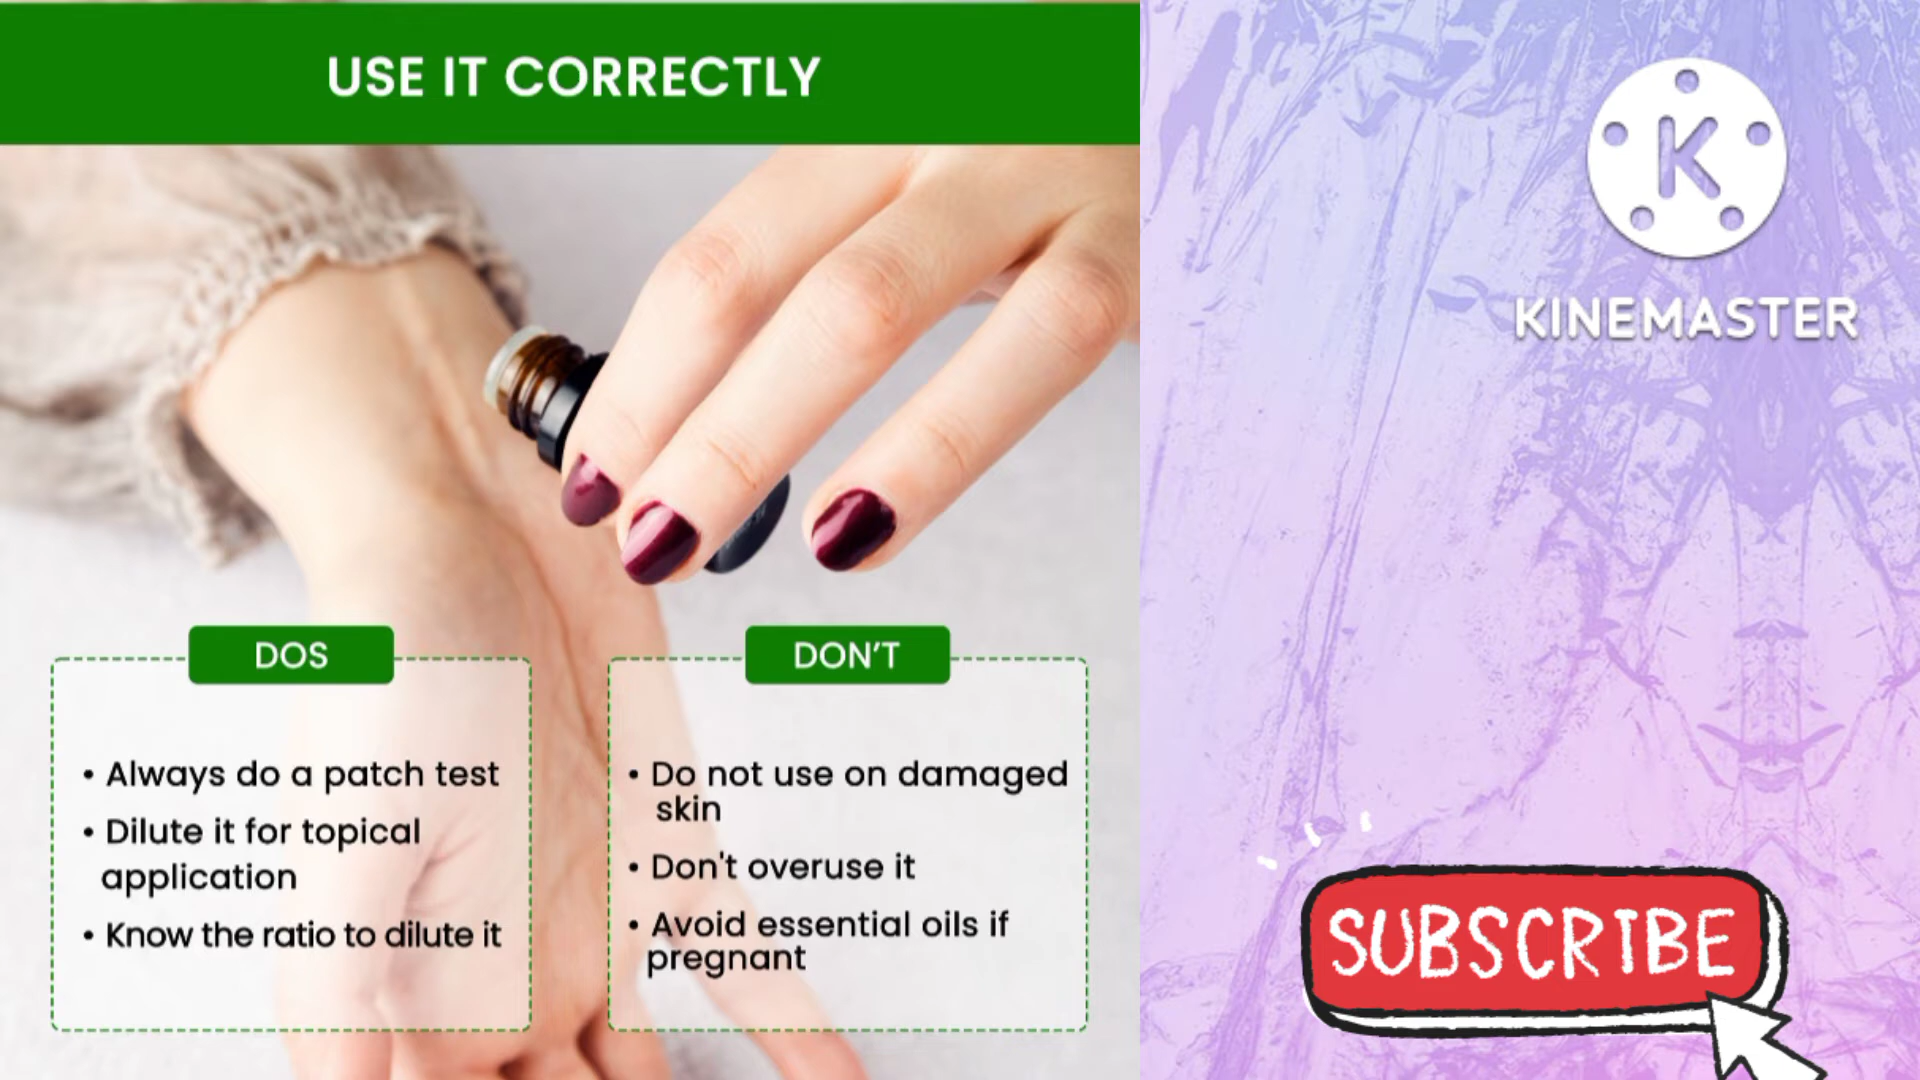 USE IT CORRECTLY
DOS
• Always do a patch test
• Dilute it for topical
application
• Know the ratio to dilute it
DON'T
• Do not use on damaged
skin
• Don't overuse it
• Avoid essential oils if
pregnant
K
KINEMASTER
SUBSCRIBE